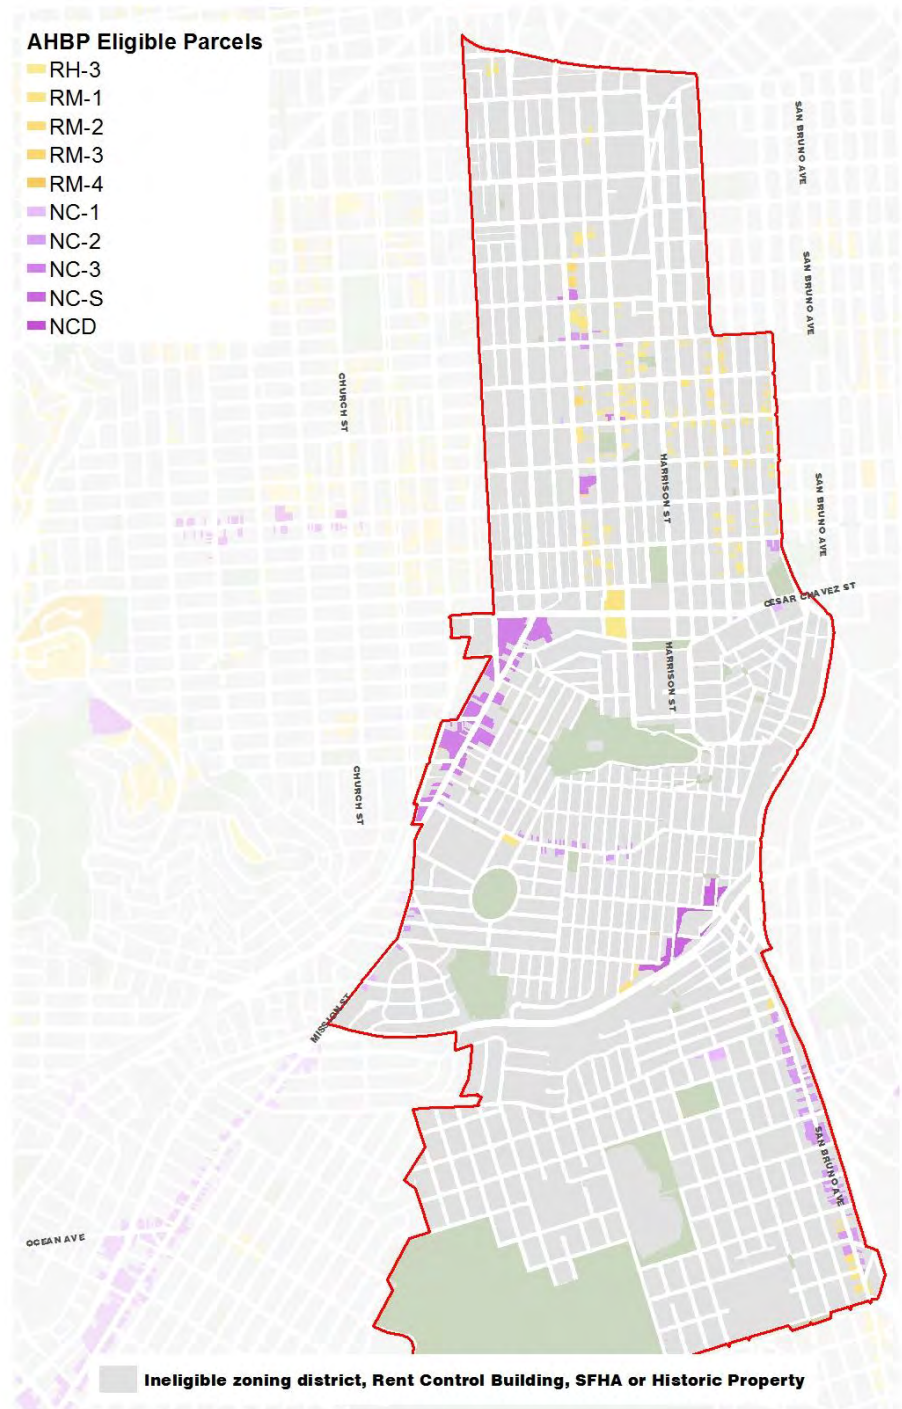 AHBP Eligible Parcels
RH-3
RM-1
RM-2
RM-3
RM-4
NC-1
NC-2
NC-3
NC-S
NCD
SAN BRUNO AVE
SAN BRUNO AVE
CHURCH ST
HARRISON ST
SAN BRUNO AVE
CESAR CHAVEZ ST
HARRISON ST
CHURCH ST
MISSION ST
SAN BRUNO AVE
OCEAN AVE
Ineligible zoning district, Rent Control Building, SFHA or Historic Property